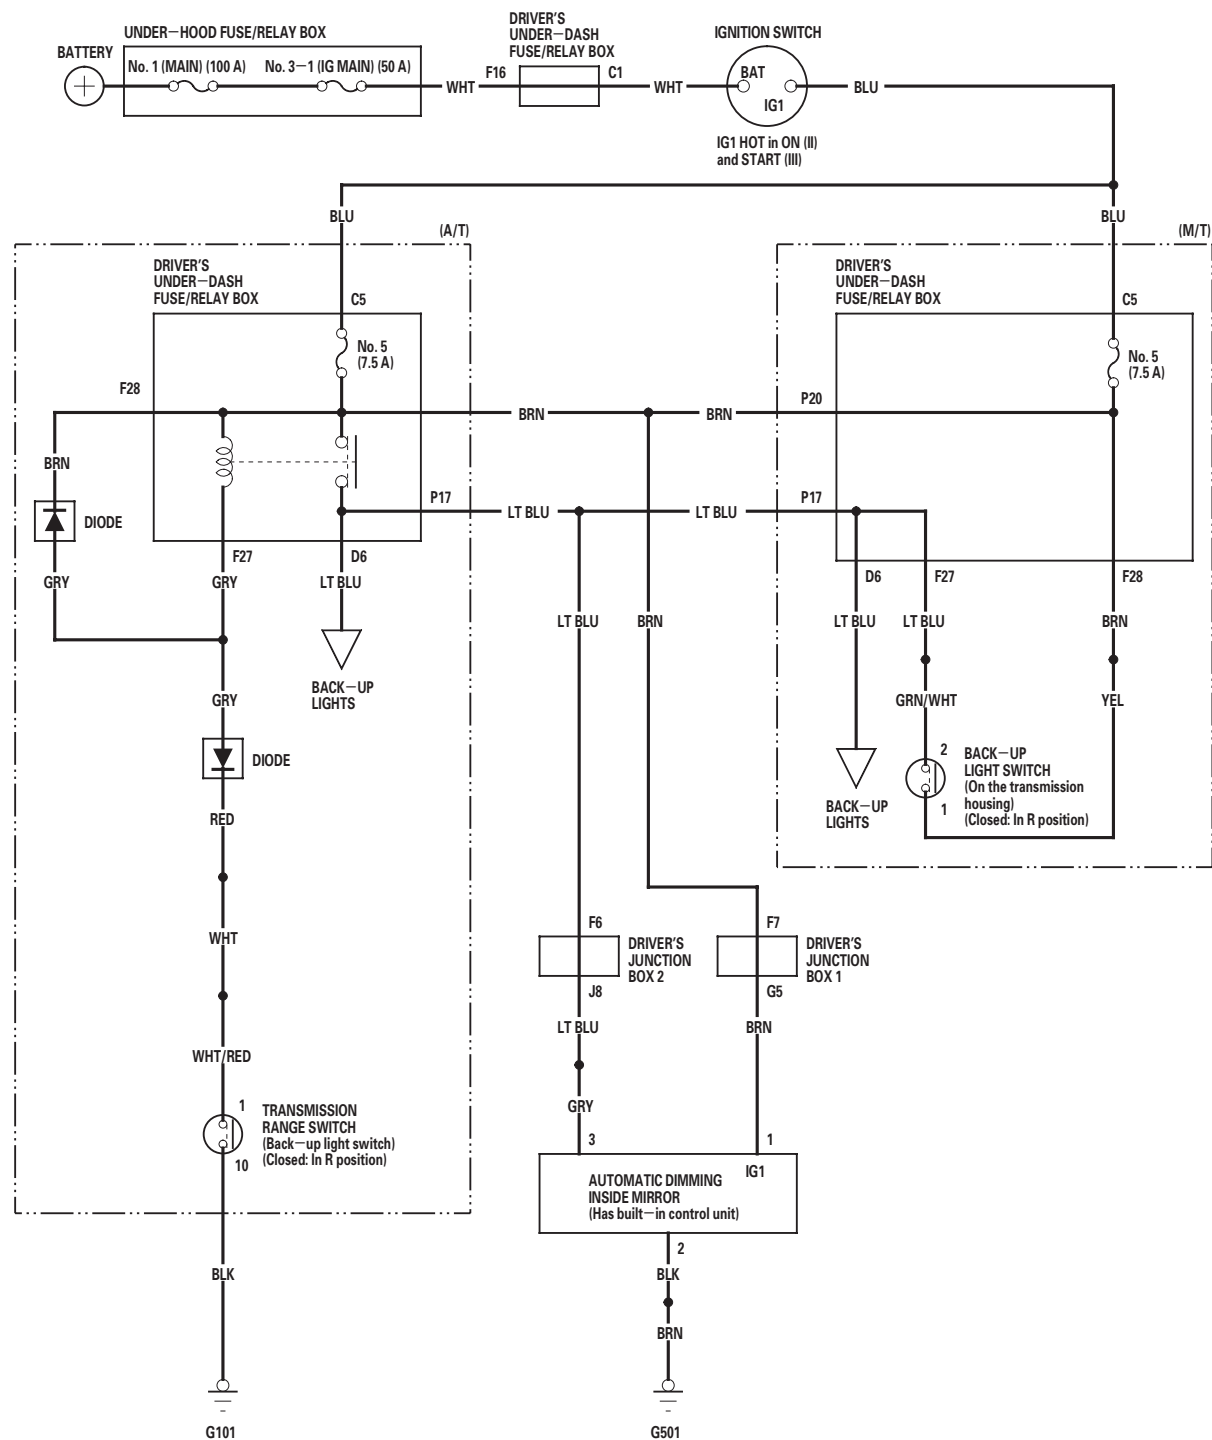 DRIVER'S
UNDER-DASH
FUSE/RELAY BOX
UNDER-HOOD FUSE/RELAY BOX
IGNITION SWITCH
BATTERY
No. 1 (MAIN) (100 A)
No. 3-1 (IG MAIN) (50 A)
WHT
F16
C1
WHT
BAT
IG1
BLU
IG1 HOT in ON (II)
and START (III)
BLU
BLU
(A/T)
(M/T)
DRIVER'S
UNDER-DASH
FUSE/RELAY BOX
C5
No. 5
(7.5 A)
DRIVER'S
UNDER-DASH
FUSE/RELAY BOX
C5
No. 5
(7.5 A)
F28
BRN
BRN
P20
BRN
DIODE
P17
LT BLU
LT BLU
P17
GRY
F27
GRY
D6
LT BLU
D6
F27
F28
LT BLU
BRN
LT BLU
LT BLU
BRN
BACK-UP
LIGHTS
GRY
GRN/WHT
YEL
DIODE
2
BACK-UP
LIGHT SWITCH
(On the transmission
housing)
(Closed: In R position)
1
BACK-UP
LIGHTS
RED
WHT
F6
DRIVER'S
JUNCTION
BOX 2
J8
F7
DRIVER'S
JUNCTION
BOX 1
G5
LT BLU
BRN
WHT/RED
GRY
1
TRANSMISSION
RANGE SWITCH
(Back-up light switch)
(Closed: In R position)
10
3
1
IG1
AUTOMATIC DIMMING
INSIDE MIRROR
(Has built-in control unit)
2
BLK
BLK
BRN
G101
G501